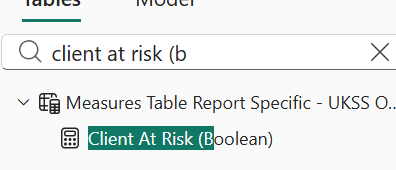 Tables Model
client at risk (b
Measures Table Report Specific - UKSS O...
Client At Risk (Boolean)